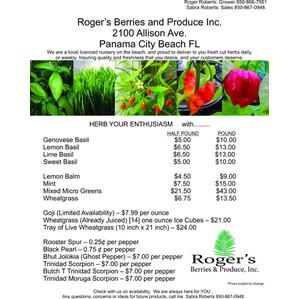 Roger Roberts: Grower 850-866-7951
Sabra Roberts: Sales 850-867-0948
Roger's Berries and Produce Inc.
2100 Allison Ave.
Panama City Beach FL
We are a local licenced nursery on the beach, and proud to deliver to you fresh cut herbs daily,
or weekly. Insuring quality and freshness that you desire, and your customers deserve.
HERB YOUR ENTHUSIASM with.........
HALF POUND POUND
Genovese Basil $5.00 $10.00
Lemon Basil $6.50 $13.00
Lime Basil $6.50 $13.00
Sweet Basil $5.00 $10.00
Lemon Balm $4.50 $9.00
Mint $7.50 $15.00
Mixed Micro Greens $21.50 $43.00
Wheatgrass $6.75 $13.50
Goji (Limited Availability) – $7.99 per ounce
Wheatgrass (Already Juiced) [14] one ounce Ice Cubes – $21.00
Tray of Live Wheatgrass (10 inch x 21 inch) – $24.00
Rooster Spur – 0.25¢ per pepper
Black Pearl – 0.75 ¢ per pepper
Bhut Jolokia (Ghost Pepper) – $7.00 per pepper
Trinidad Scorpion – $7.00 per pepper
Butch T Trinidad Scorpion – $7.00 per pepper
Trinidad Moruga Scorpion – $7.00 per pepper
Roger's
Berries & Produce, Inc.
Prices subject to change.
Check with us on availability. We are always here for YOU .
Any questions, concerns or ideas for future products, call me. Sabra Roberts: 850-867-0948